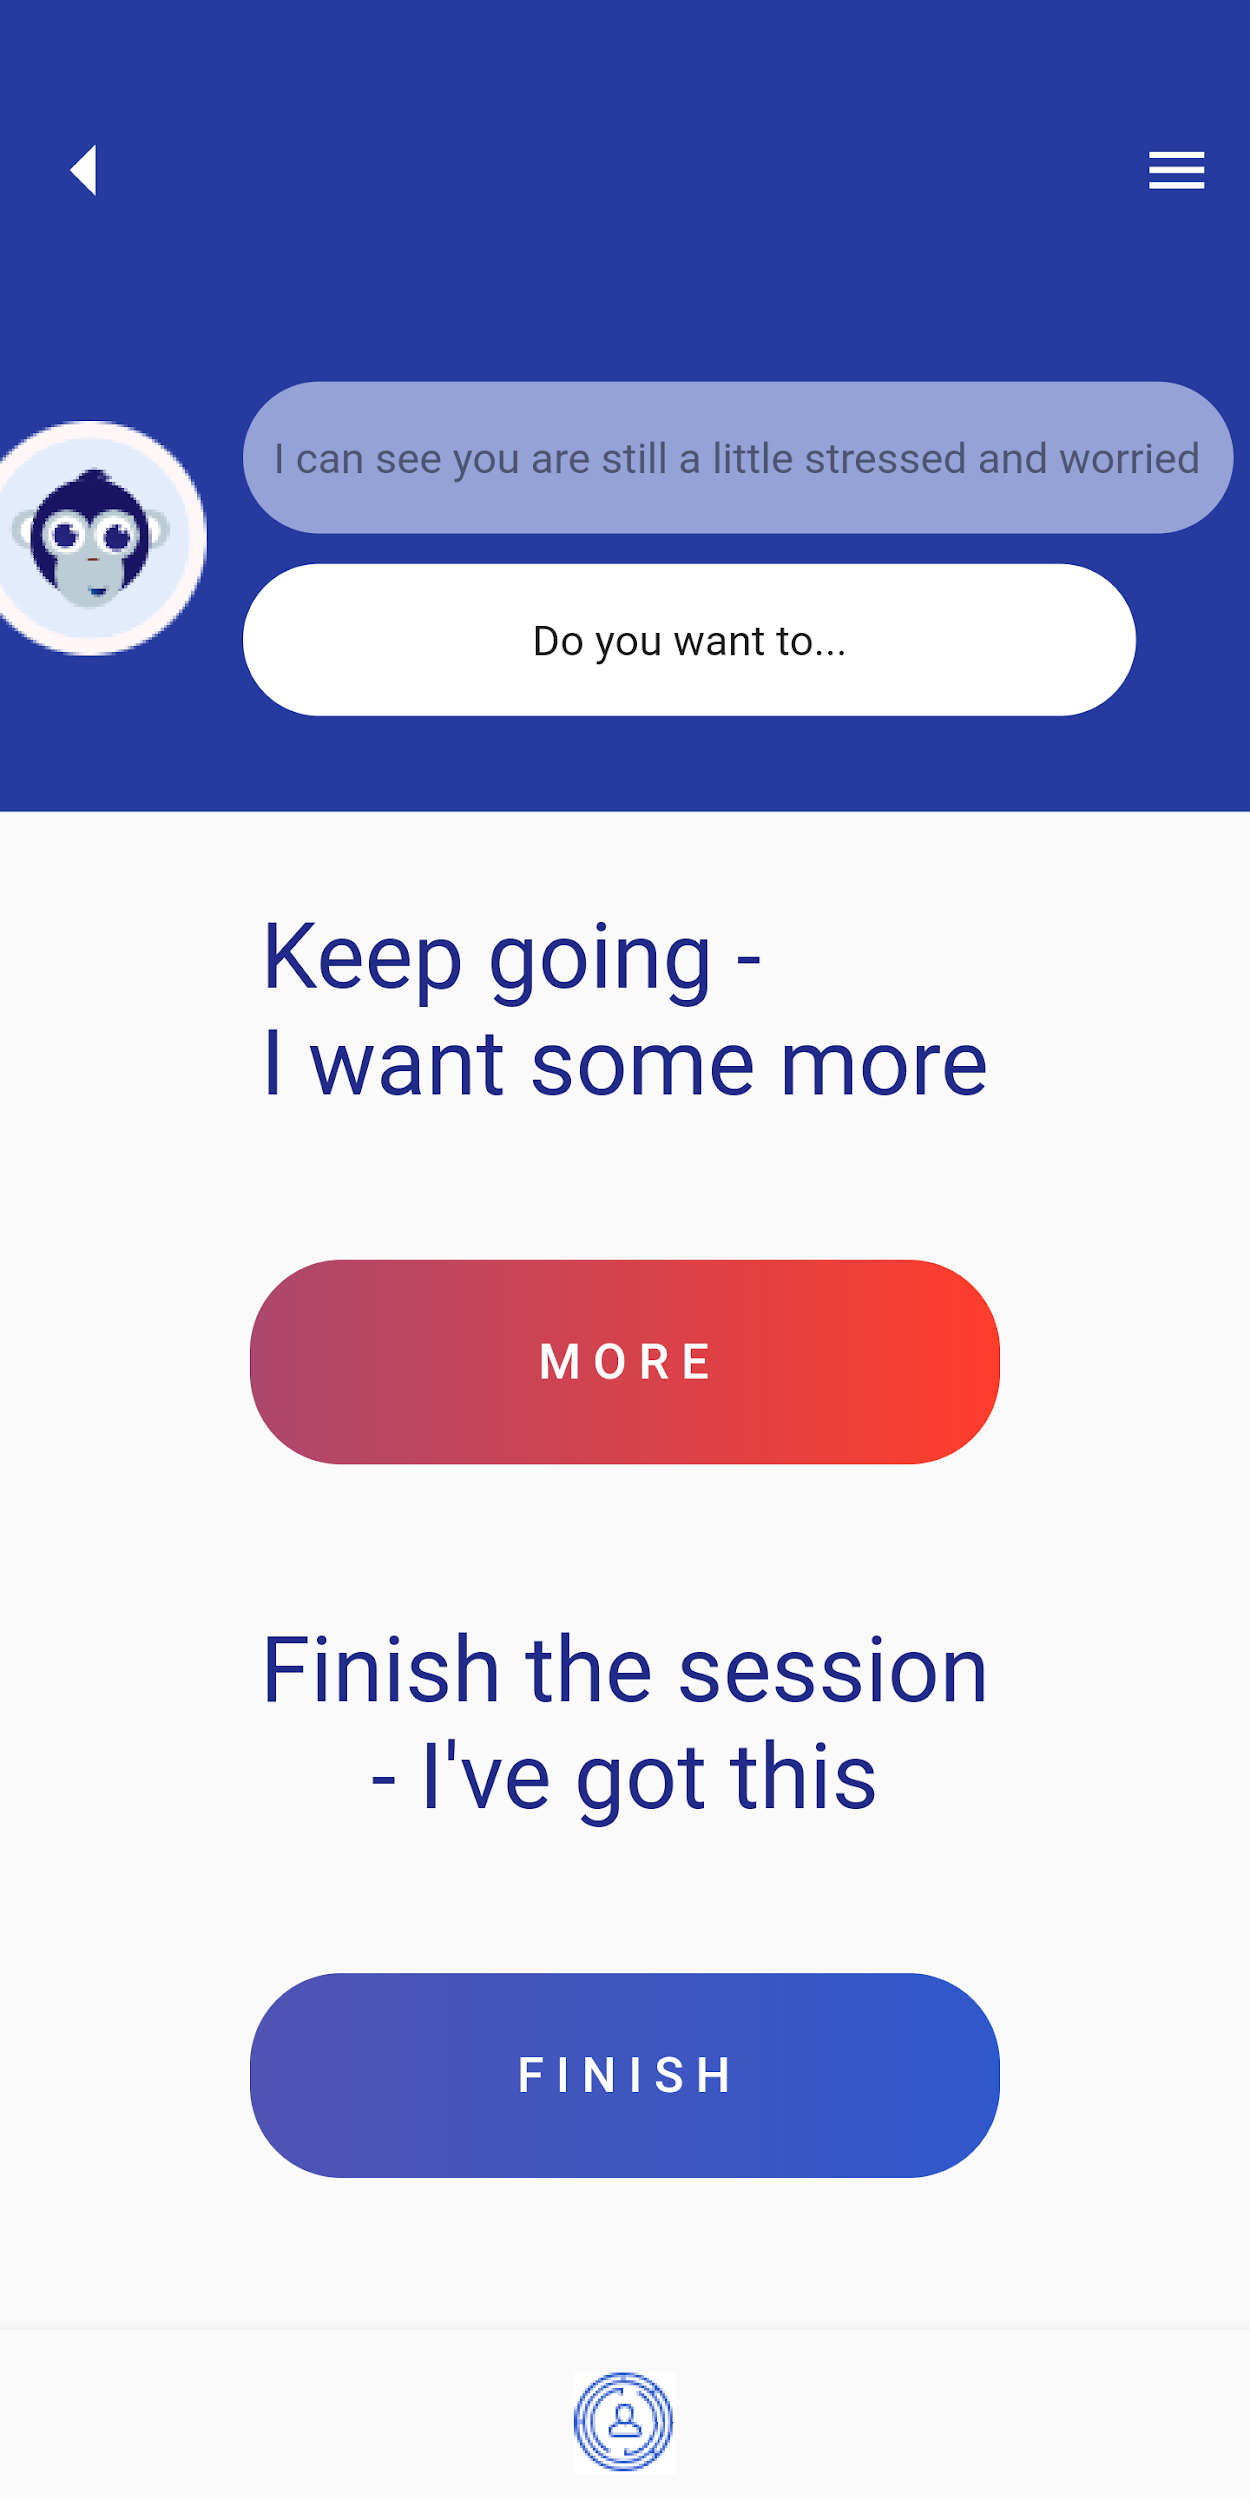 I can see you are still a little stressed and worried
Do you want to...
Keep going -
I want some more
MORE
Finish the session
- I've got this
FINISH